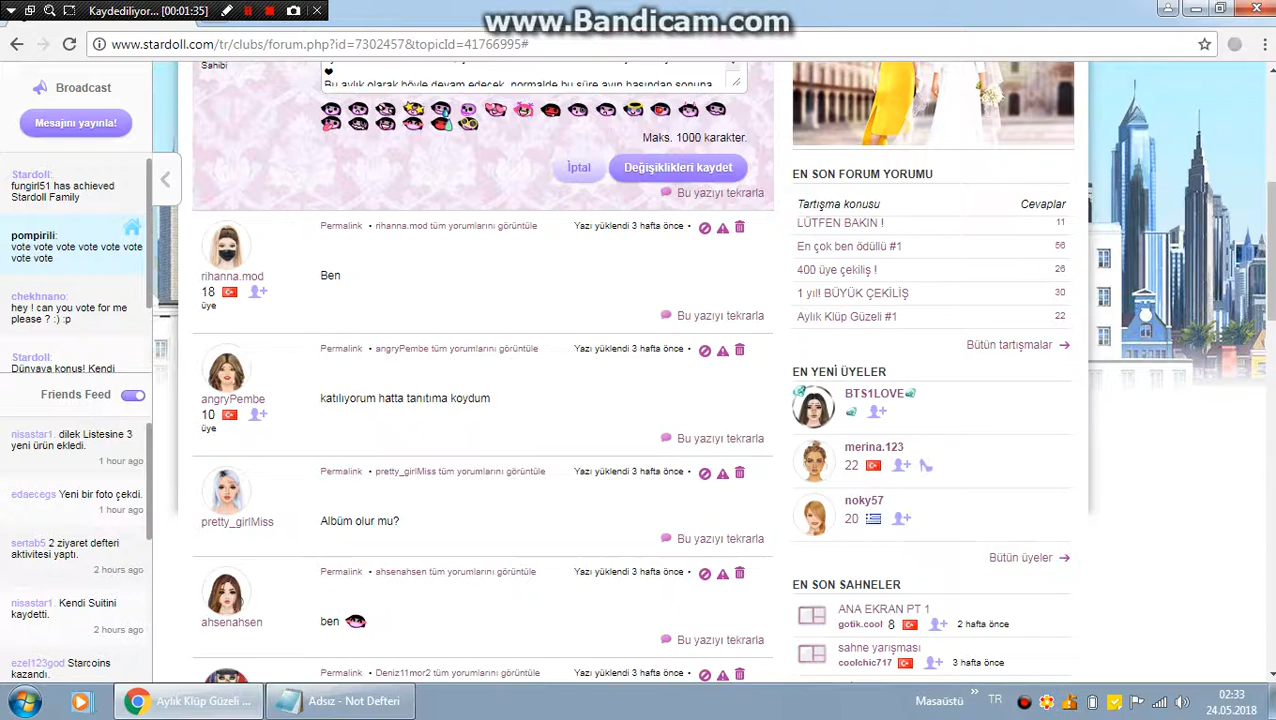 Kaydediliyor... [00:01:35]
www.Bandicam.com
www.stardoll.com/tr/clubs/forum.php?id=7302457&topicId=41766995#
Broadcast
Mesajını yayınla!
Stardoll:
fungirl51 has achieved
Stardoll Family
pompirili:
vote vote vote vote vote vote
vote vote
chekhnano:
hey ! can you vote for me
please ? :) :p
Stardoll:
Dünyaya konuş! Kendi
Friends Feed
nisastar1. dilek Listesine 3
yeni ürün ekledi.
1 hour ago
edaecegs Yeni bir foto çekdi.
1 hour ago
sertab5 2 ziyaret defteri
aktivitesi yaptı.
2 hours ago
nisastar1. Kendi Suitini
kaydetti.
2 hours ago
ezel123god Starcoins
kazandı.
Sahibi
Bu aylık olarak böyle devam edecek, normalde bu süre ayın başından sonuna
Maks. 1000 karakter.
İptal
Değişiklikleri kaydet
Bu yazıyı tekrarla
Permalink • rihanna.mod tüm yorumlarını görüntüle
Yazı yüklendi 3 hafta önce •
rihanna.mod
18
üye
Ben
Bu yazıyı tekrarla
Permalink • angryPembe tüm yorumlarını görüntüle
Yazı yüklendi 3 hafta önce •
angryPembe
10
üye
katılıyorum hatta tanıtıma koydum
Bu yazıyı tekrarla
Permalink • pretty_girlMiss tüm yorumlarını görüntüle
Yazı yüklendi 3 hafta önce •
pretty_girlMiss
Albüm olur mu?
Bu yazıyı tekrarla
Permalink • ahsenahsen tüm yorumlarını görüntüle
Yazı yüklendi 3 hafta önce •
ahsenahsen
ben
Bu yazıyı tekrarla
Permalink • Deniz11mor2 tüm yorumlarını görüntüle
Yazı yüklendi 3 hafta önce •
EN SON FORUM YORUMU
Tartışma konusu Cevaplar
LÜTFEN BAKIN ! 11
En çok ben ödüllü #1 56
400 üye çekiliş ! 26
1 yıl! BÜYÜK ÇEKİLİŞ 30
Aylık Klüp Güzeli #1 22
Bütün tartışmalar
EN YENİ ÜYELER
BTS1LOVE
merina.123
22
noky57
20
Bütün üyeler
EN SON SAHNELER
ANA EKRAN PT 1
gotik.cool 8 2 hafta önce
sahne yarışması
coolchic717 3 hafta önce
Aylık Klüp Güzeli ...
Adsız - Not Defteri
Masaüstü
TR
02:33
24.05.2018